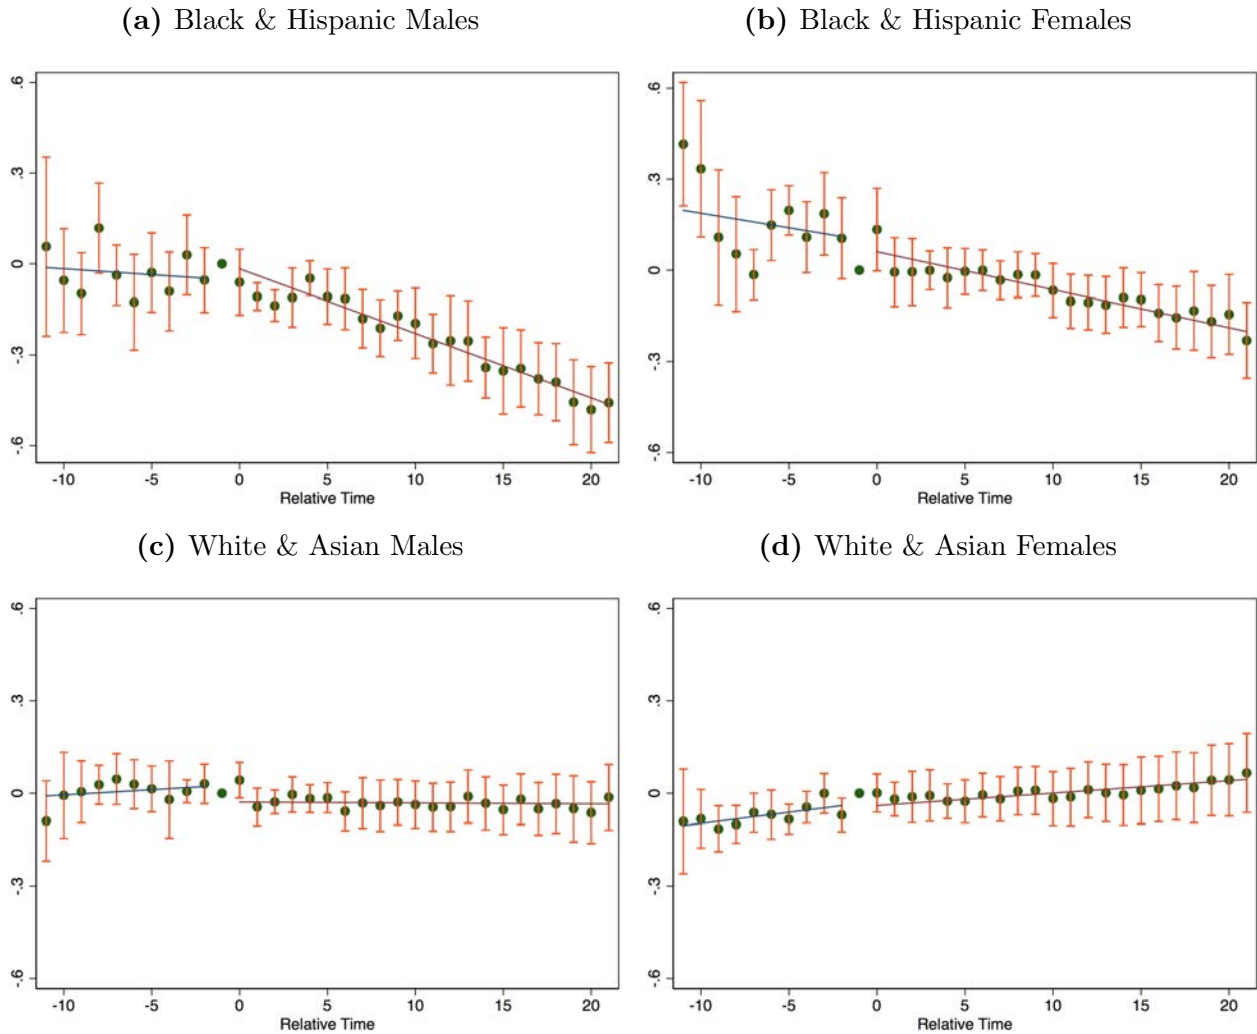 (a) Black & Hispanic Males
(b) Black & Hispanic Females
.6
.3
0
-.3
-.6
-10 -5 0 5 10 15 20
Relative Time
.6
.3
0
-.3
-.6
-10 -5 0 5 10 15 20
Relative Time
(c) White & Asian Males
(d) White & Asian Females
.6
.3
0
-.3
-.6
-10 -5 0 5 10 15 20
Relative Time
.6
.3
0
-.3
-.6
-10 -5 0 5 10 15 20
Relative Time